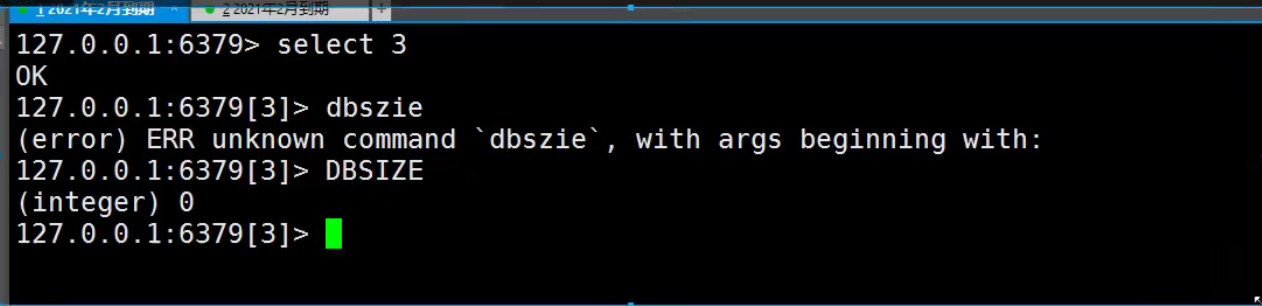 1 2021年2月到期 × 2 2021年2月到期 +
127.0.0.1:6379> select 3
OK
127.0.0.1:6379[3]> dbszie
(error) ERR unknown command `dbszie`, with args beginning with:
127.0.0.1:6379[3]> DBSIZE
(integer) 0
127.0.0.1:6379[3]>